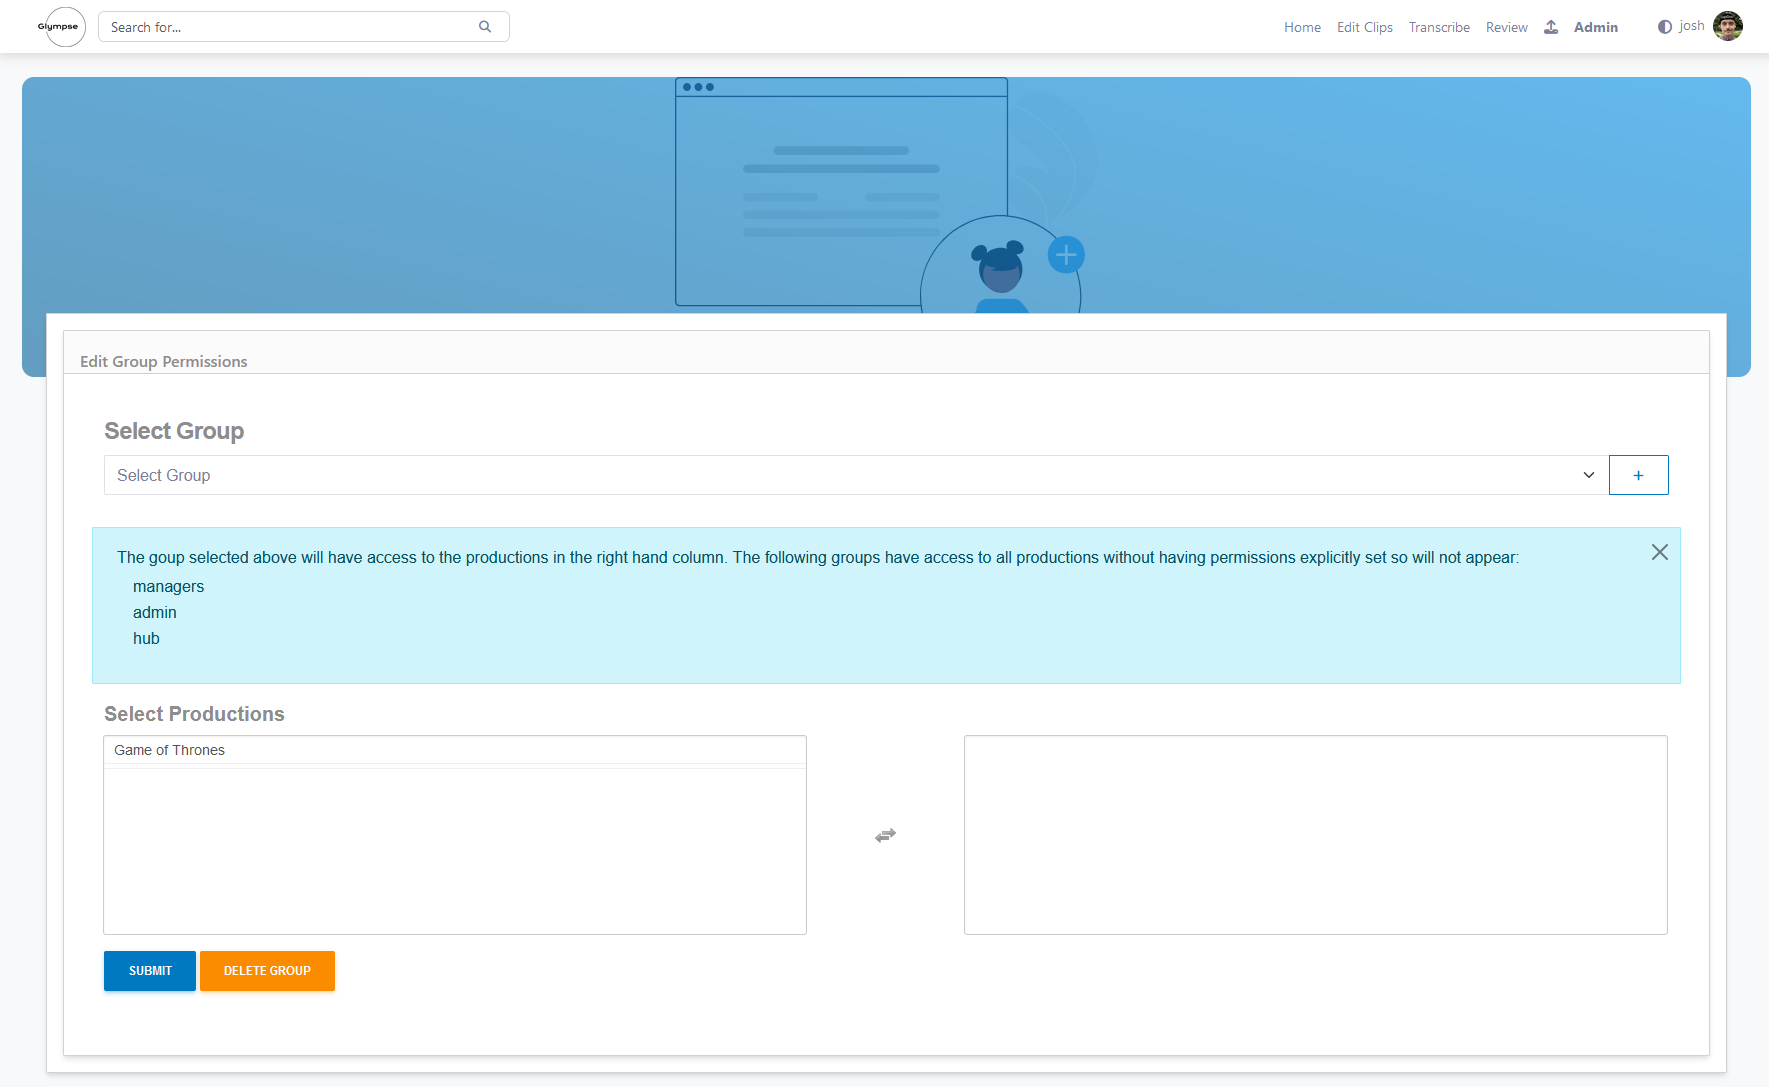 Glympse
Search for...
Home Edit Clips Transcribe Review Admin josh
Edit Group Permissions
Select Group
Select Group
+
The goup selected above will have access to the productions in the right hand column. The following groups have access to all productions without having permissions explicitly set so will not appear:
managers
admin
hub
Select Productions
Game of Thrones
SUBMIT DELETE GROUP